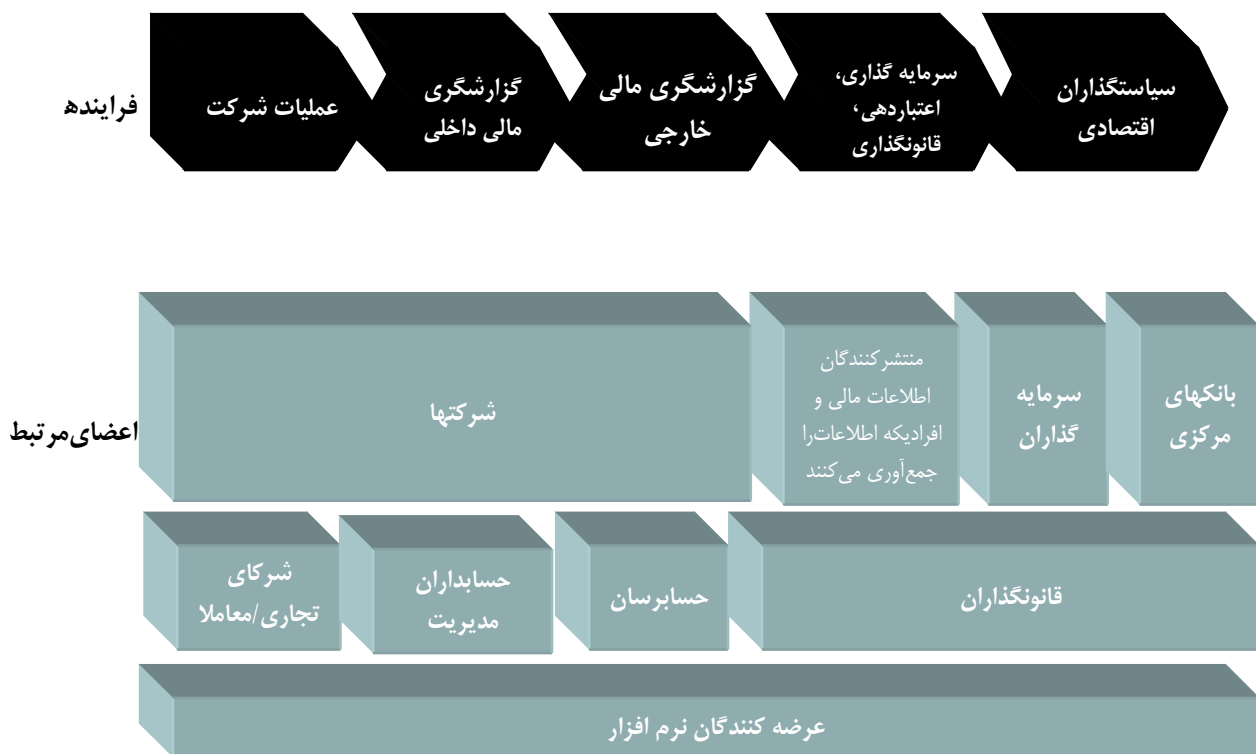 فرایندها
عملیات شرکت
گزارشگری
مالی داخلی
گزارشگری مالی
خارجی
سرمایه گذاری،
اعتباردهی،
قانونگذاری
سیاستگذاران
اقتصادی
اعضای‌مرتبط
شرکتها
منتشرکنندگان
اطلاعات مالی و
افرادیکه اطلاعات‌را
جمع‌آوری می‌کنند
سرمایه
گذاران
بانکهای
مرکزی
شرکای
تجاری/معاملا
حسابداران
مدیریت
حسابرسان
قانونگذاران
عرضه کنندگان نرم افزار